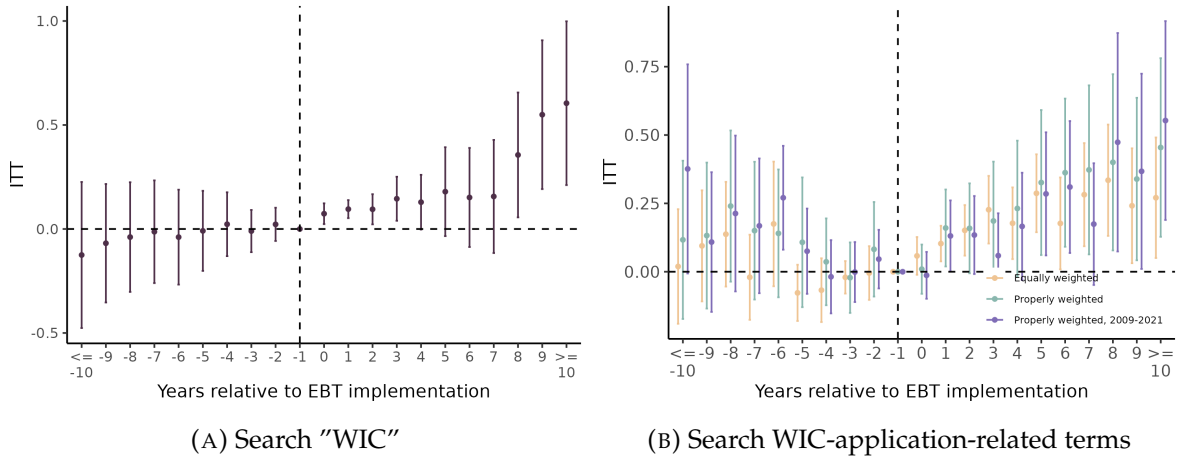 1.0
0.5
0.0
-0.5
ITT
<= -9 -8 -7 -6 -5 -4 -3 -2 -1 0 1 2 3 4 5 6 7 8 9 >=
-10 10
Years relative to EBT implementation
(A) Search ”WIC”
0.75
0.50
0.25
0.00
ITT
Equally weighted
Properly weighted
Properly weighted, 2009-2021
<= -9 -8 -7 -6 -5 -4 -3 -2 -1 0 1 2 3 4 5 6 7 8 9 >=
-10 10
Years relative to EBT implementation
(B) Search WIC-application-related terms